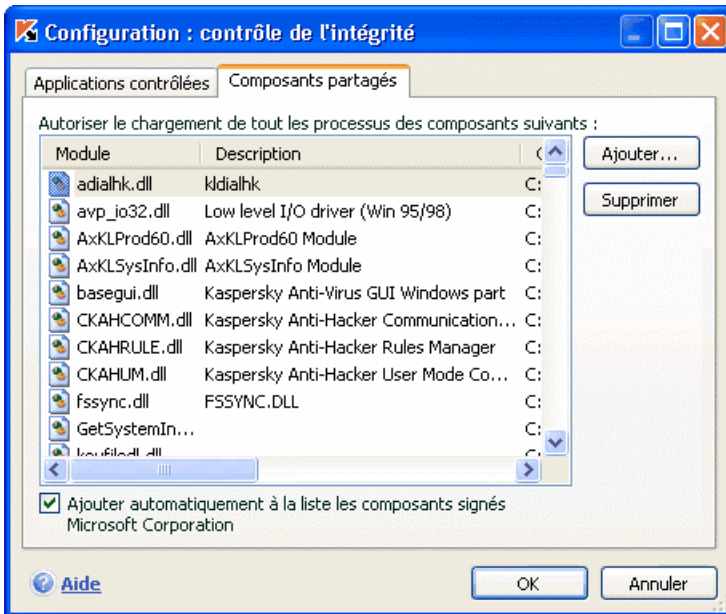 Configuration : contrôle de l'intégrité
Applications contrôlées Composants partagés
Autoriser le chargement de tout les processus des composants suivants :
Module Description
Ajouter...
adialhk.dll kldialhk C:
Supprimer
avp_io32.dll Low level I/O driver (Win 95/98) C:
AxKLProd60.dll AxKLProd60 Module C:
AxKLSysInfo.dll AxKLSysInfo Module C:
basegui.dll Kaspersky Anti-Virus GUI Windows part C:
CKAHCOMM.dll Kaspersky Anti-Hacker Communication... C:
CKAHRULE.dll Kaspersky Anti-Hacker Rules Manager C:
CKAHUM.dll Kaspersky Anti-Hacker User Mode Co... C:
fssync.dll FSSYNC.DLL C:
GetSystemIn... C:
Ajouter automatiquement à la liste les composants signés
Microsoft Corporation
Aide OK Annuler